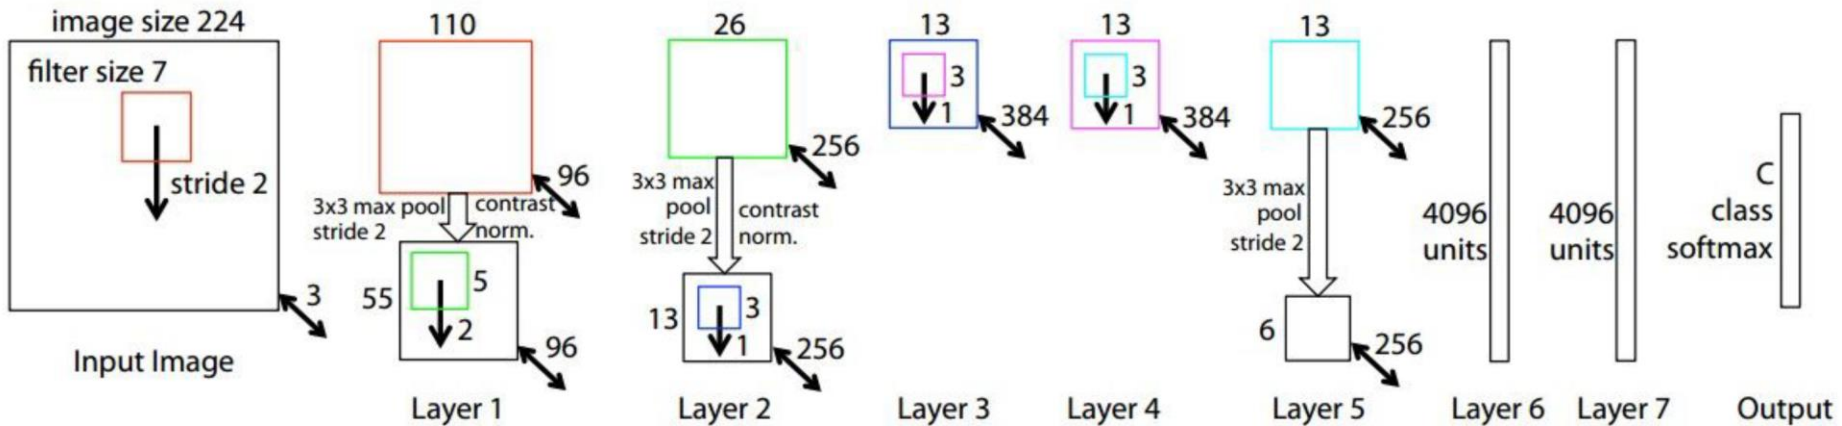 image size 224
filter size 7
stride 2
3
Input Image
110
96
3x3 max pool
stride 2
contrast
norm.
55
5
2
96
Layer 1
26
256
3x3 max
pool
stride 2
contrast
norm.
13
3
1
256
Layer 2
13
3
1
384
Layer 3
13
3
1
384
Layer 4
13
256
3x3 max
pool
stride 2
6
256
Layer 5
4096
units
Layer 6
4096
units
Layer 7
C
class
softmax
Output